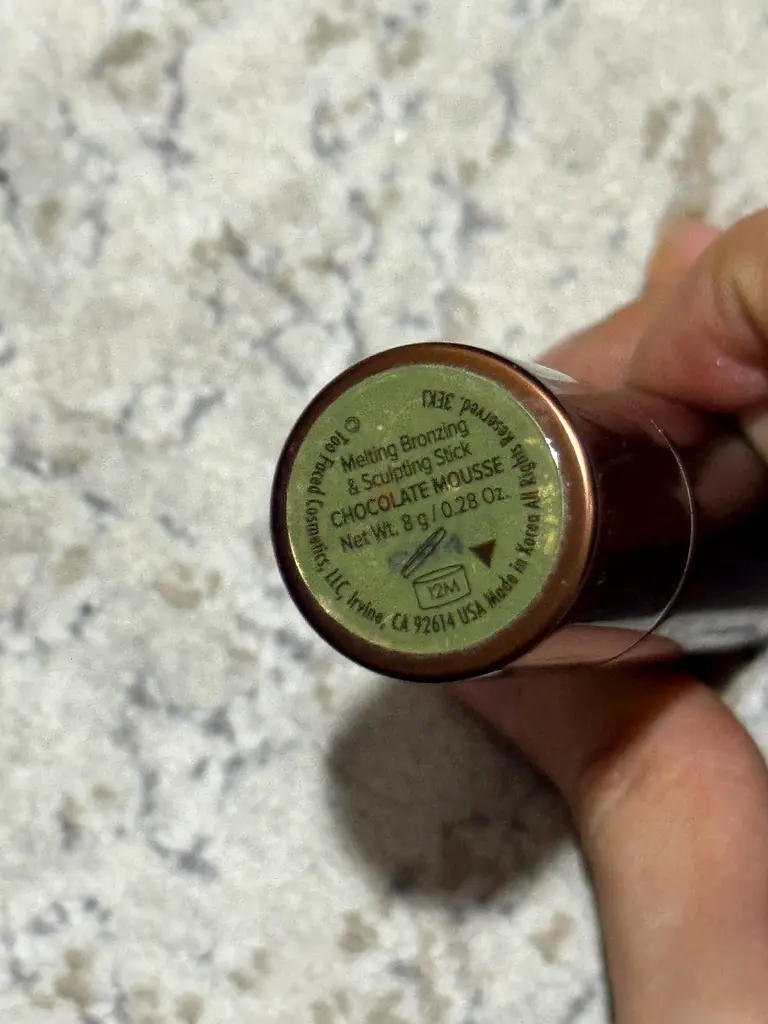 Melting Bronzing
& Sculpting Stick
CHOCOLATE MOUSSE
Net Wt. 8 g / 0.28 Oz.
12M
© Too Faced Cosmetics, LLC, Irvine, CA 92614 USA Made in Korea All Rights Reserved. 3EKJ